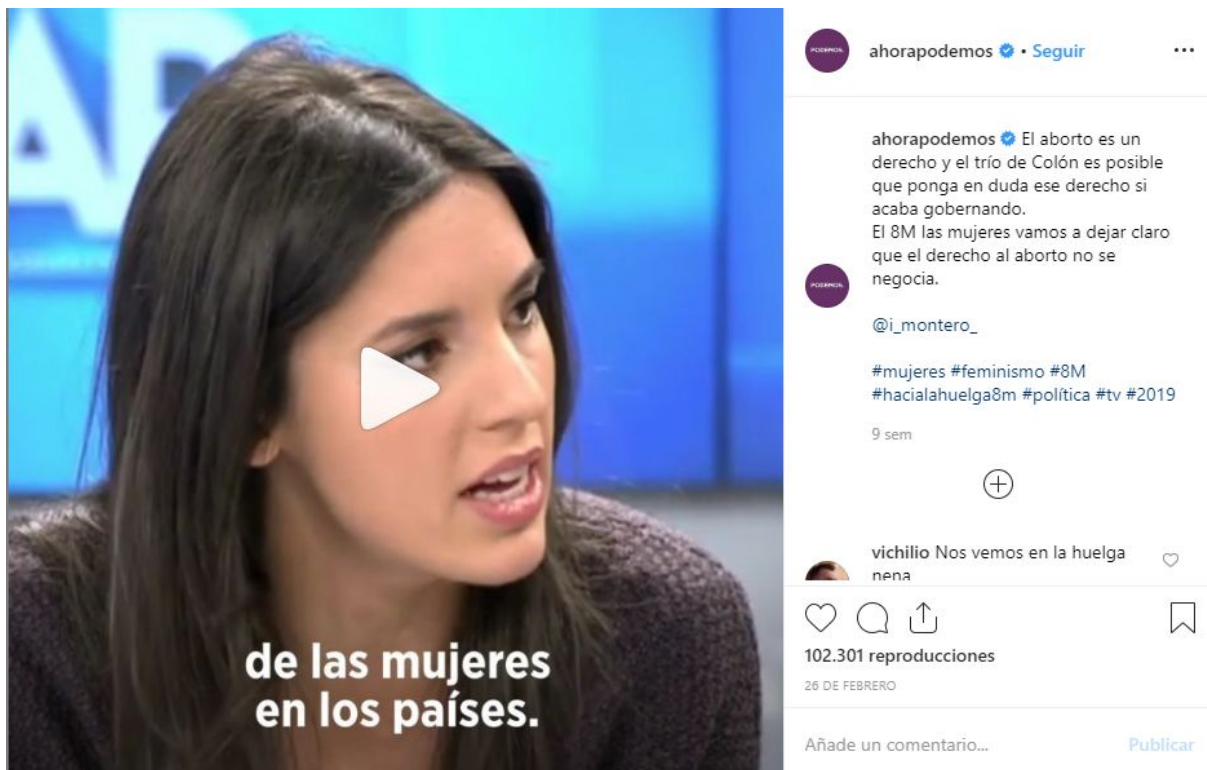 AR
de las mujeres
en los países.
PODEMOS.
ahorapodemos • Seguir
PODEMOS.
ahorapodemos El aborto es un
derecho y el trío de Colón es posible
que ponga en duda ese derecho si
acaba gobernando.
El 8M las mujeres vamos a dejar claro
que el derecho al aborto no se
negocia.
@i_montero_
#mujeres #feminismo #8M
#hacialahuelga8m #política #tv #2019
9 sem
vichilio Nos vemos en la huelga
nena
102.301 reproducciones
26 DE FEBRERO
Añade un comentario...
Publicar